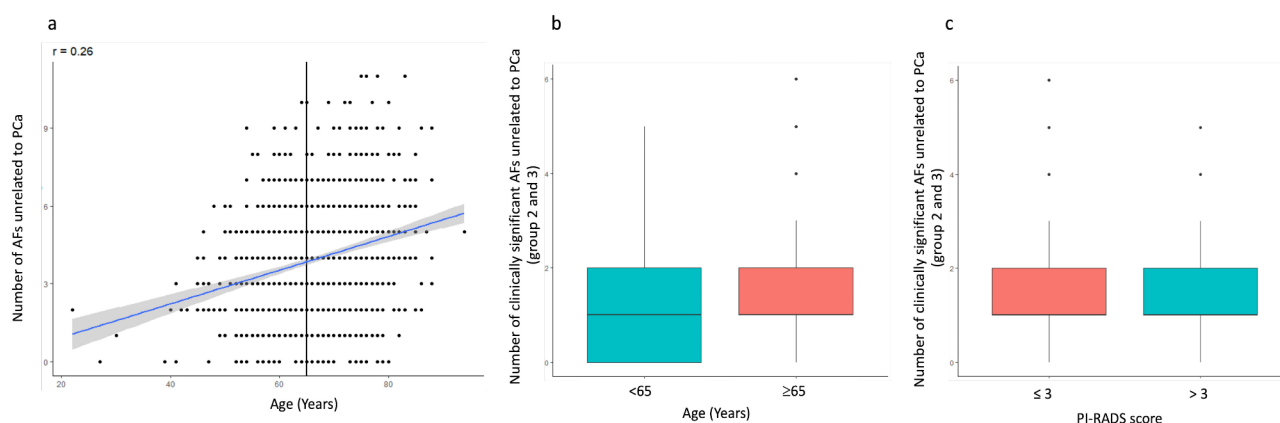 a
r = 0.26
Number of AFs unrelated to PCa
9
6
3
0
20 40 60 80
Age (Years)
b
Number of clinically significant AFs unrelated to PCa
(group 2 and 3)
6
4
2
0
<65 ≥65
Age (Years)
c
Number of clinically significant AFs unrelated to PCa
(group 2 and 3)
6
4
2
0
≤ 3 > 3
PI-RADS score